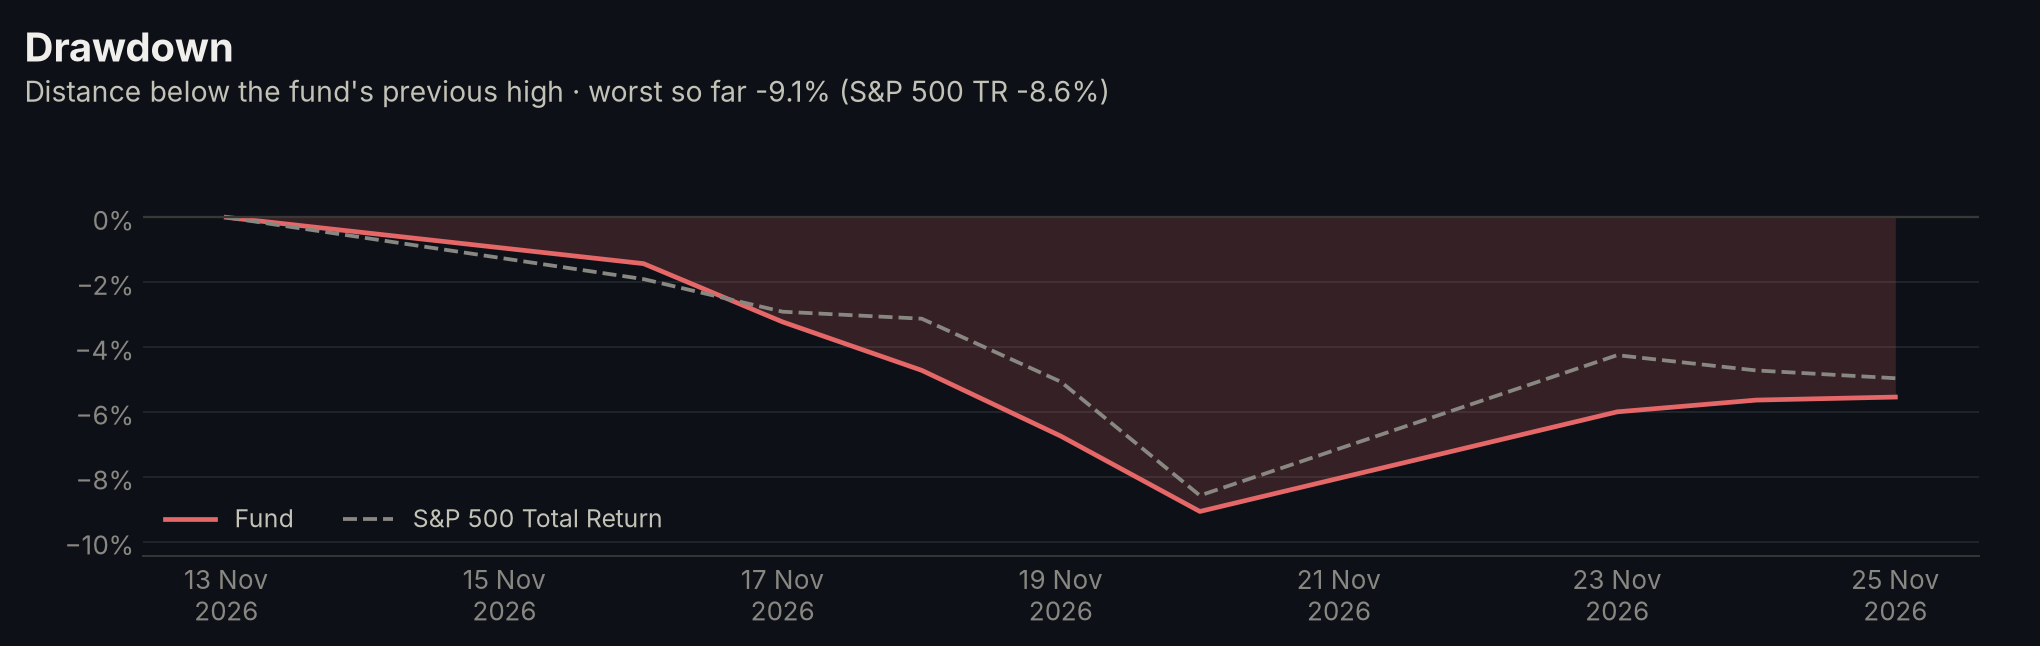 Drawdown
Distance below the fund's previous high · worst so far -9.1% (S&P 500 TR -8.6%)
0%
−2%
−4%
−6%
−8%
−10%
Fund
S&P 500 Total Return
13 Nov 2026
15 Nov 2026
17 Nov 2026
19 Nov 2026
21 Nov 2026
23 Nov 2026
25 Nov 2026